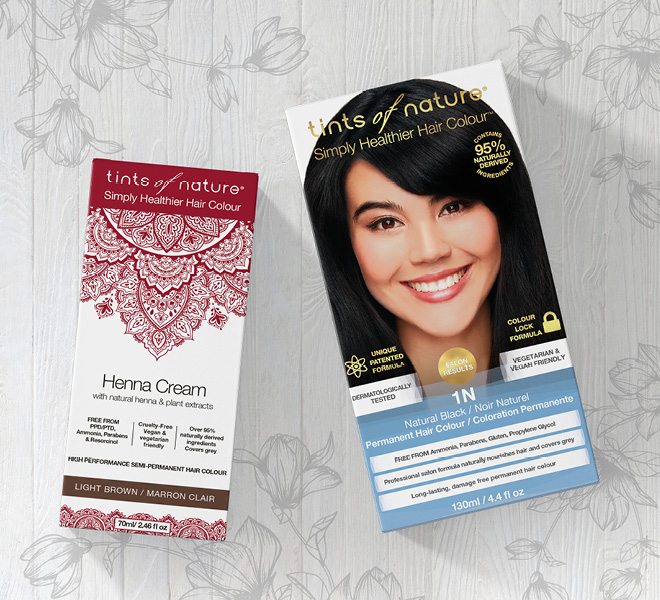 tints of nature®
Simply Healthier Hair Colour
Henna Cream
with natural henna & plant extracts
FREE FROM
PPD/PTD,
Ammonia, Parabens
& Resorcinol
Cruelty-Free
Vegan &
vegetarian
friendly
Over 95%
naturally derived
ingredients
Covers grey
HIGH PERFORMANCE SEMI-PERMANENT HAIR COLOUR
LIGHT BROWN / MARRON CLAIR
70ml/ 2.46 fl oz
tints of nature®
Simply Healthier Hair Colour™
CONTAINS
95%
NATURALLY
DERIVED
INGREDIENTS
COLOUR
LOCK
FORMULA
UNIQUE
PATENTED
FORMULA
SALON
RESULTS
DERMATOLOGICALLY
TESTED
VEGETARIAN &
VEGAN FRIENDLY
1N
Natural Black / Noir Naturel
Permanent Hair Colour / Coloration Permanente
FREE FROM Ammonia, Parabens, Gluten, Propylene Glycol
Professional salon formula naturally nourishes hair and covers grey
Long-lasting, damage free permanent hair colour
130ml / 4.4 fl oz